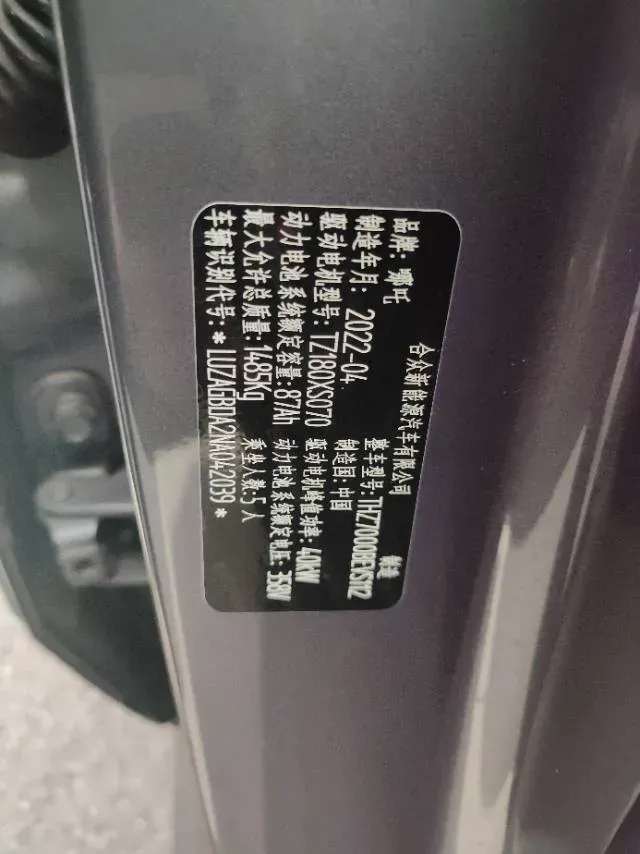 合众新能源汽车有限公司 制造
品牌：哪吒 整车型号：THZ7000BEVS112
制造年月：2022-04 制造国：中国
驱动电机型号：TZ180XS070 驱动电机峰值功率：40kW
动力电池系统额定容量：87Ah 动力电池系统额定电压：338V
最大允许总质量：1485Kg 乘坐人数：5人
车辆识别代号：*LUZAGBDA2NA042039*